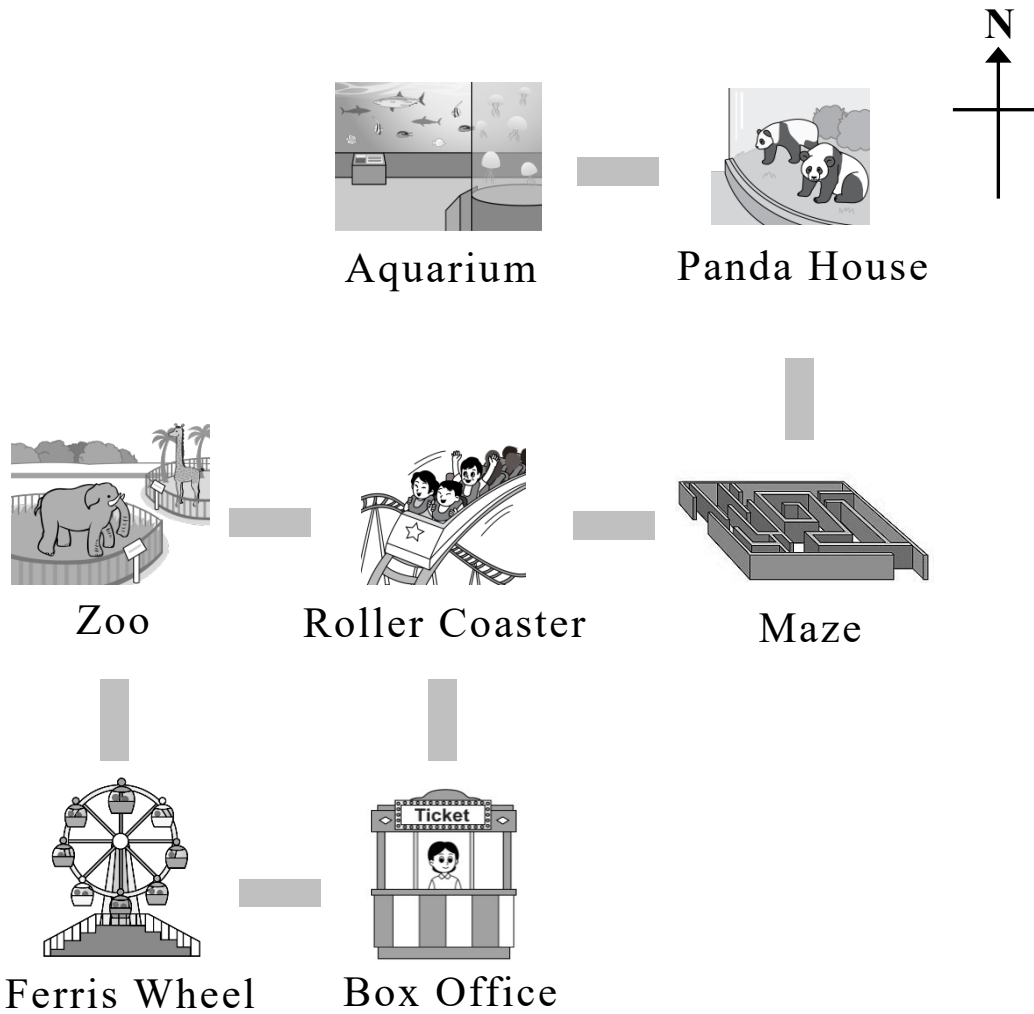 N
Aquarium
Panda House
Zoo
Roller Coaster
Maze
Ticket
Ferris Wheel
Box Office